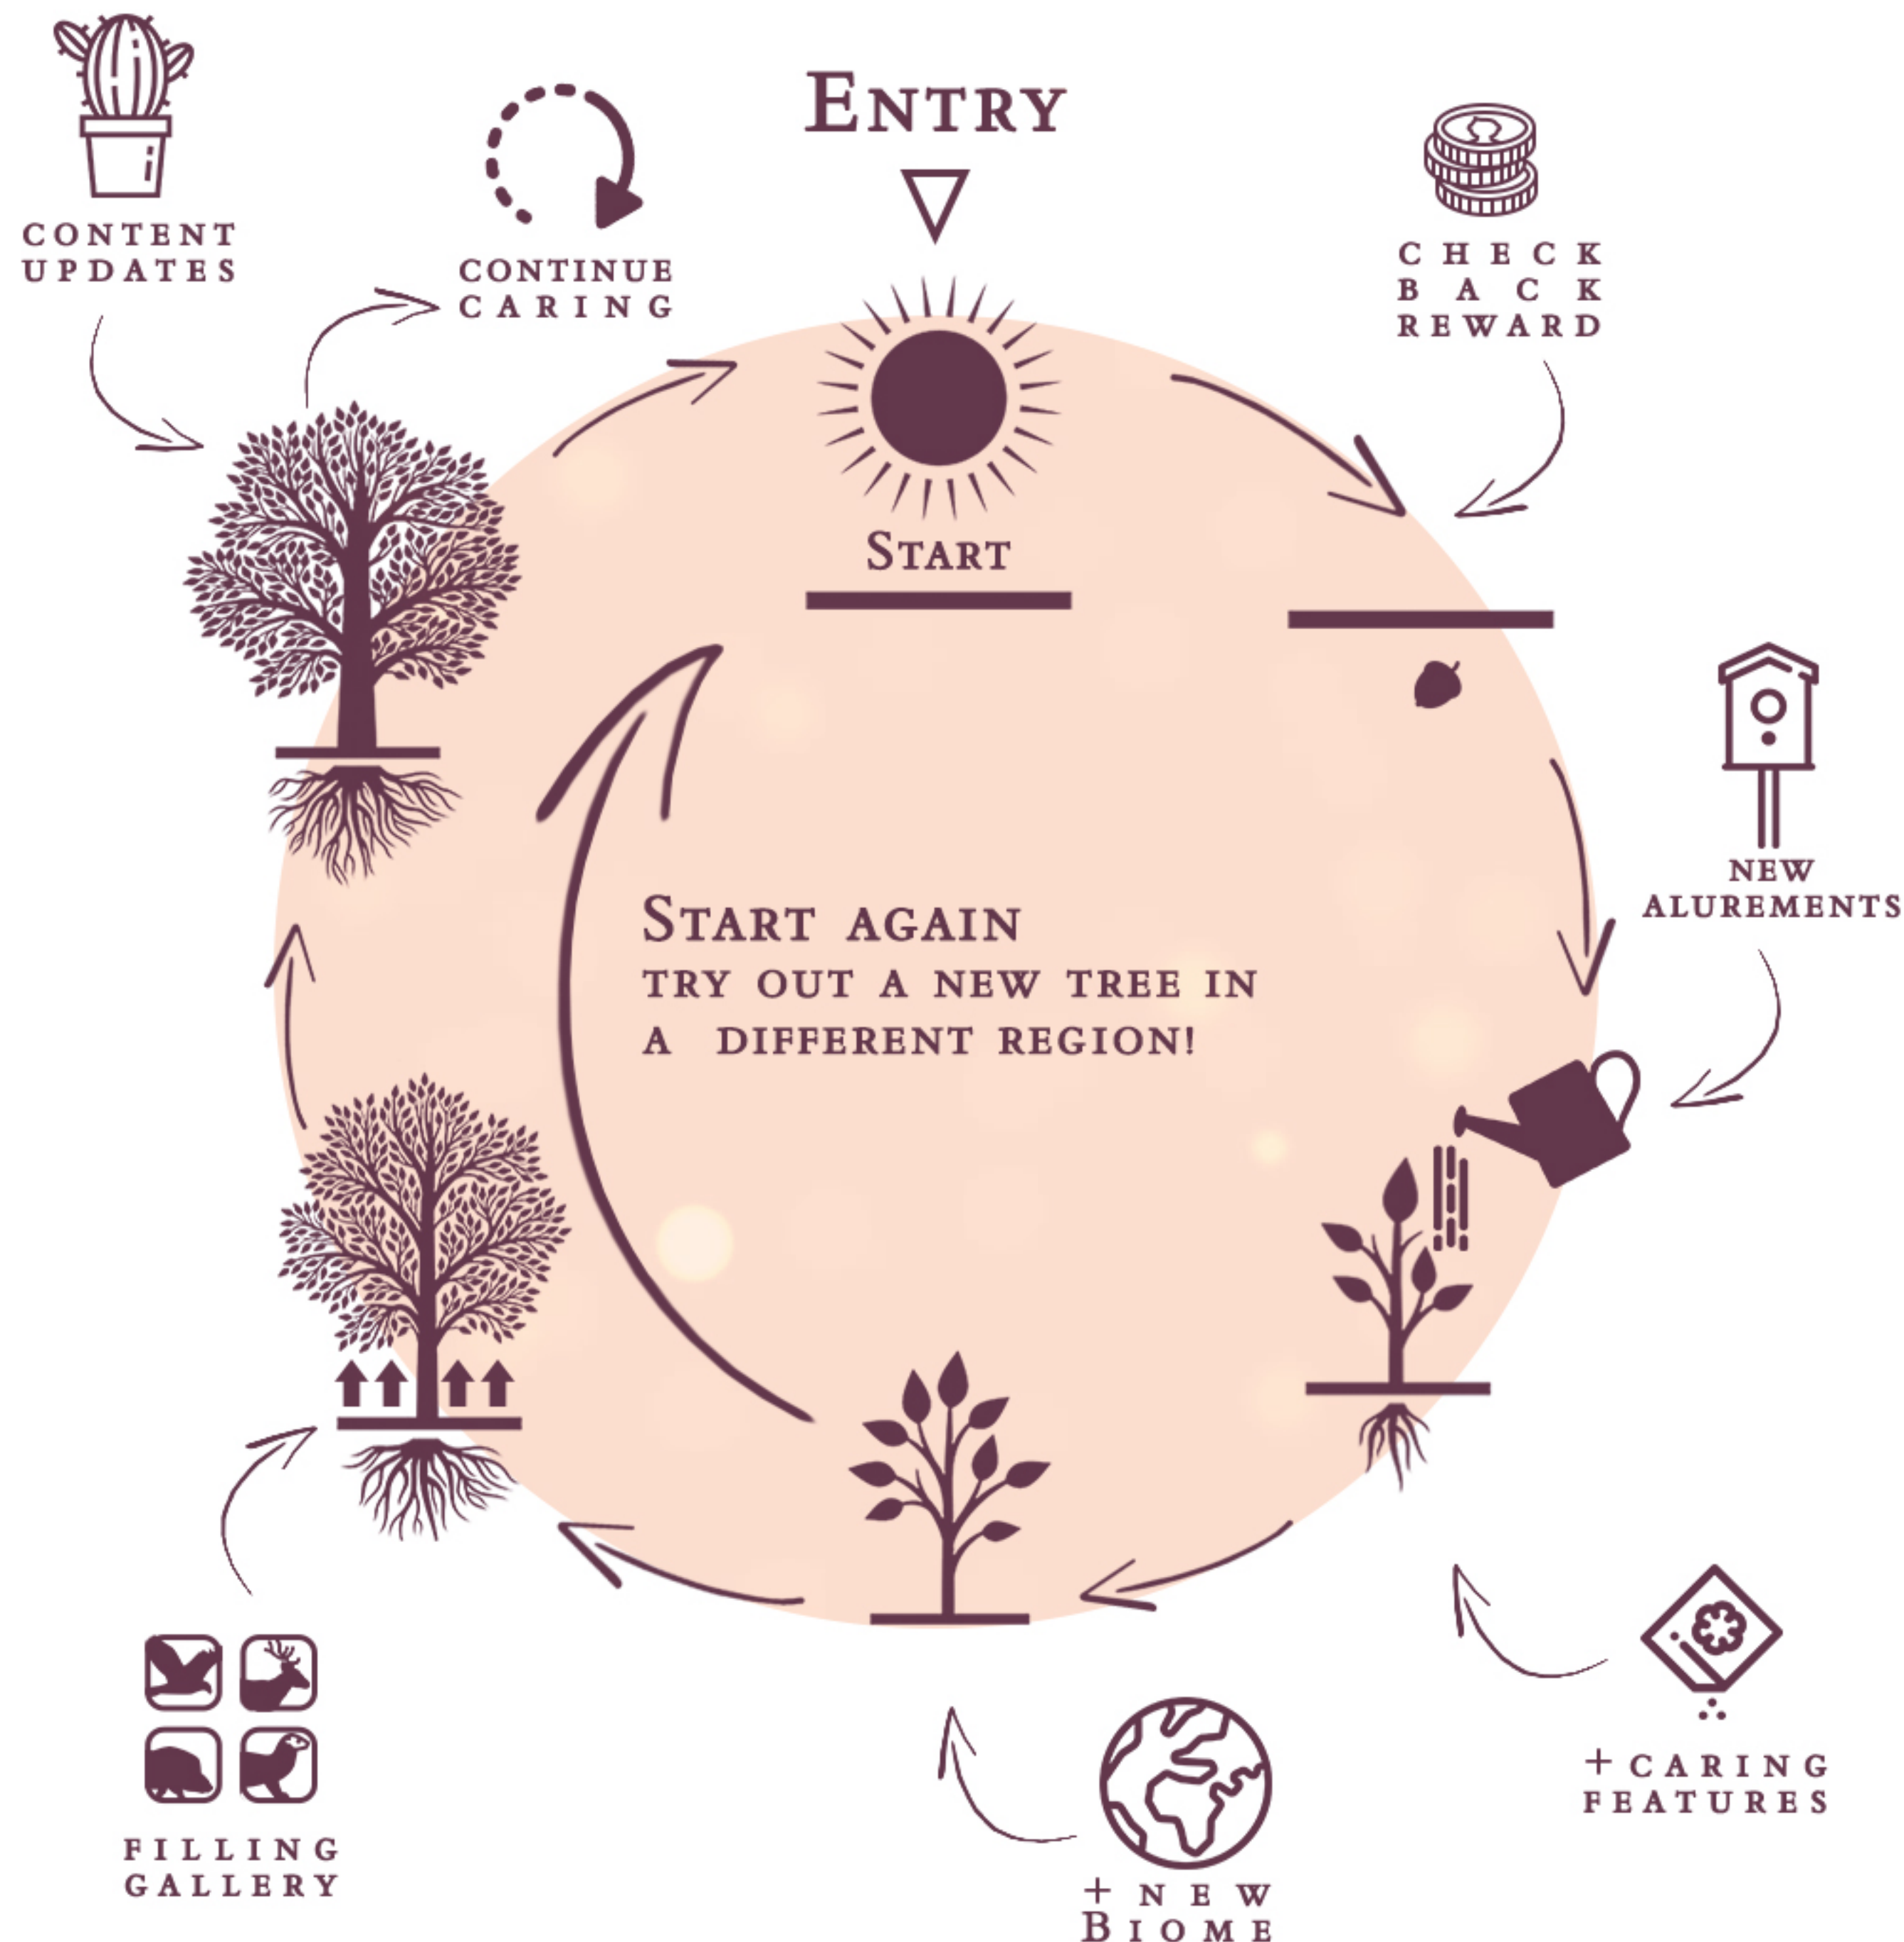 Entry
Content
Updates
Continue
Caring
Check
Back
Reward
Start
New
Alurements
Start again
try out a new tree in
a different region!
+ Caring
Features
Filling
Gallery
+ New
Biome